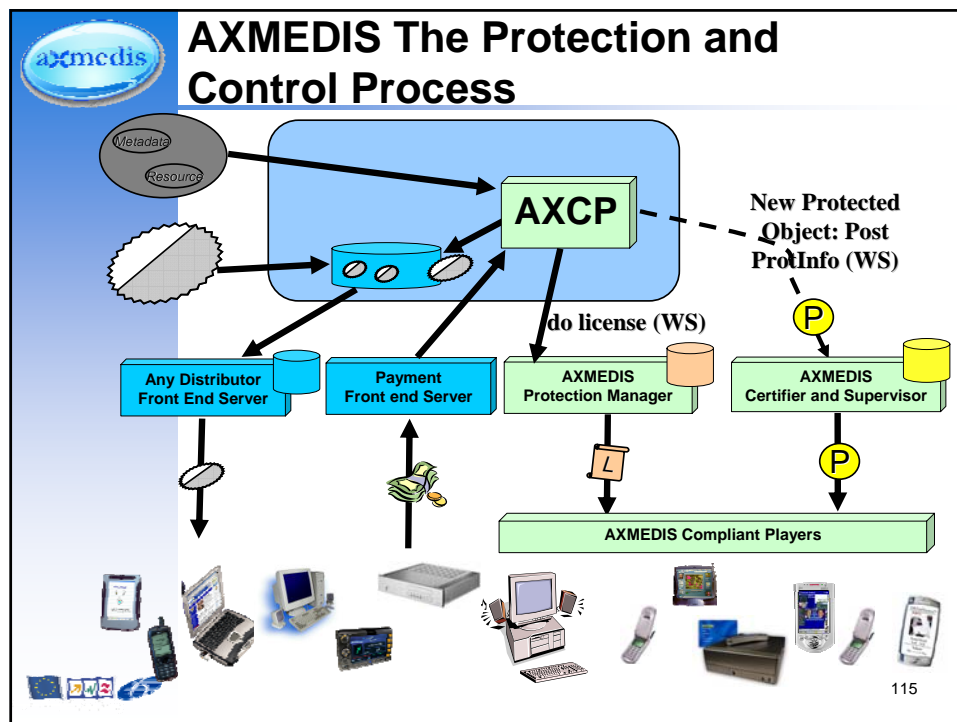 axmedis
AXMEDIS The Protection and
Control Process
Metadata
Resource
AXCP
New Protected
Object: Post
ProtInfo (WS)
P
do license (WS)
Any Distributor
Front End Server
Payment
Front end Server
AXMEDIS
Protection Manager
AXMEDIS
Certifier and Supervisor
L
P
AXMEDIS Compliant Players
115